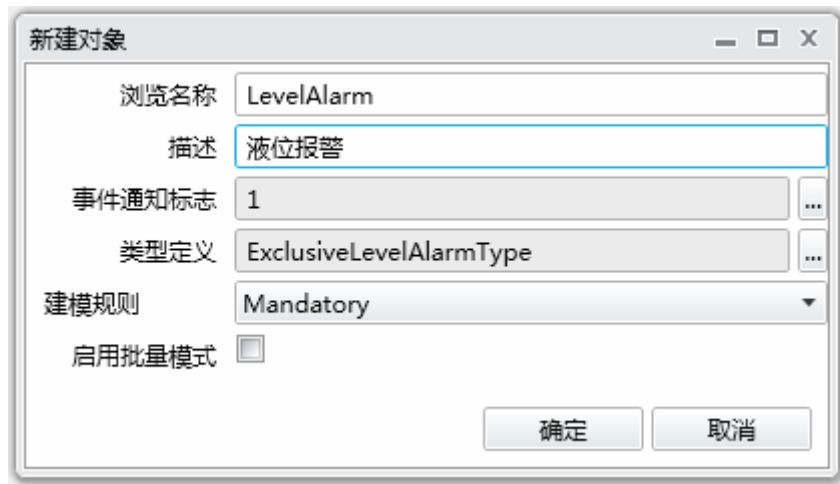 新建对象
浏览名称 LevelAlarm
描述 液位报警
事件通知标志 1 ...
类型定义 ExclusiveLevelAlarmType ...
建模规则 Mandatory
启用批量模式
确定 取消